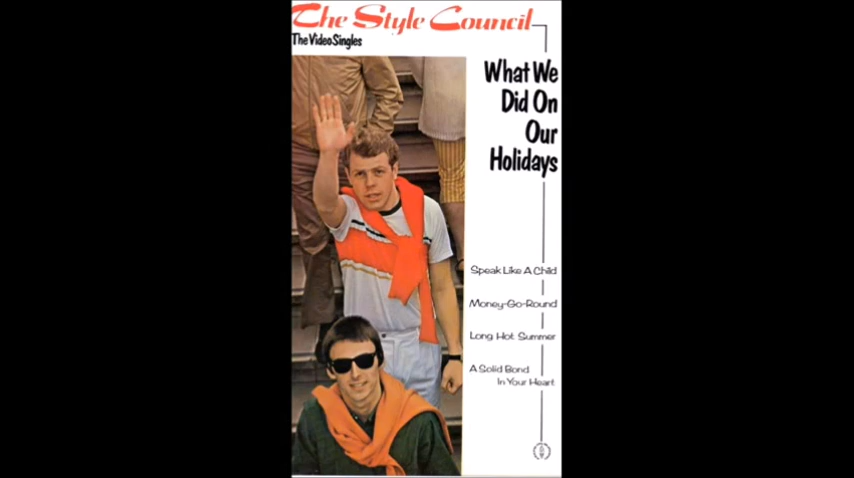 The Style Council
The Video Singles
What We
Did On
Our
Holidays
Speak Like A Child
Money-Go-Round
Long Hot Summer
A Solid Bond
In Your Heart